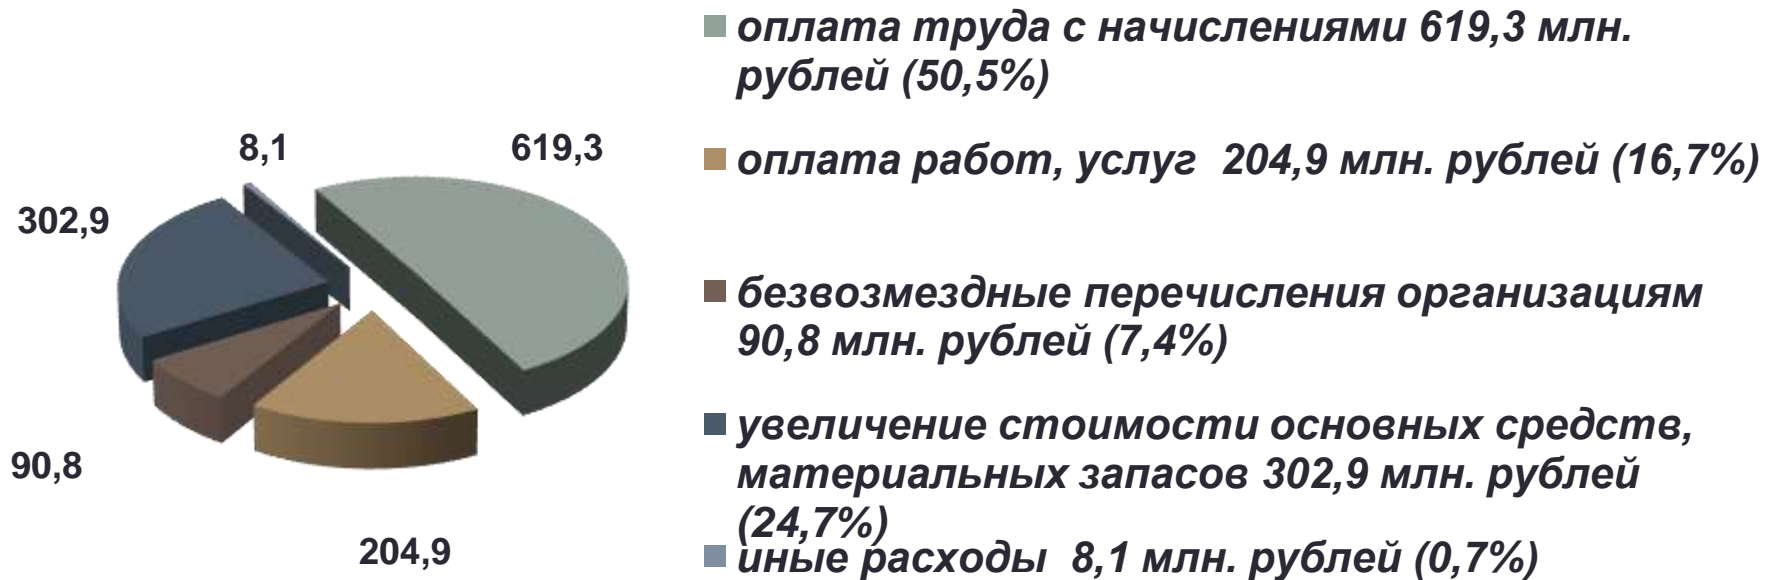 8,1
619,3
302,9
90,8
204,9
оплата труда с начислениями 619,3 млн.
рублей (50,5%)
оплата работ, услуг 204,9 млн. рублей (16,7%)
безвозмездные перечисления организациям
90,8 млн. рублей (7,4%)
увеличение стоимости основных средств,
материальных запасов 302,9 млн. рублей
(24,7%)
иные расходы 8,1 млн. рублей (0,7%)